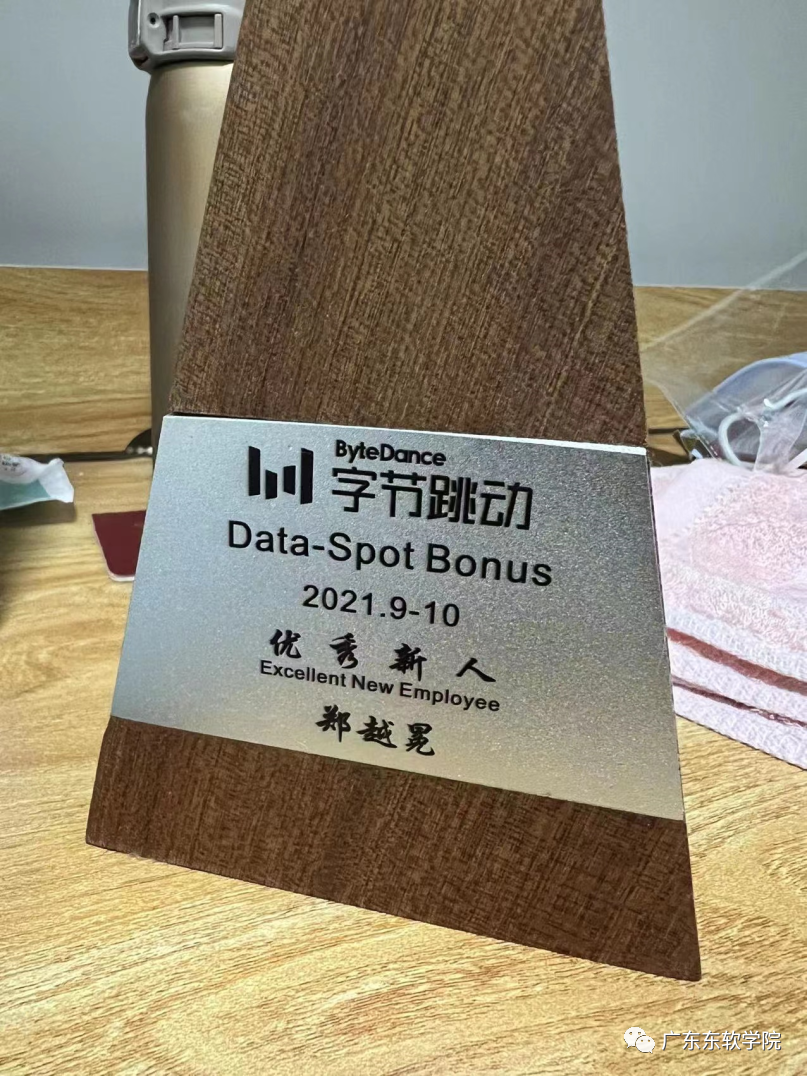 ByteDance
字节跳动
Data-Spot Bonus
2021.9-10
优秀新人
Excellent New Employee
郑越冕
广东东软学院